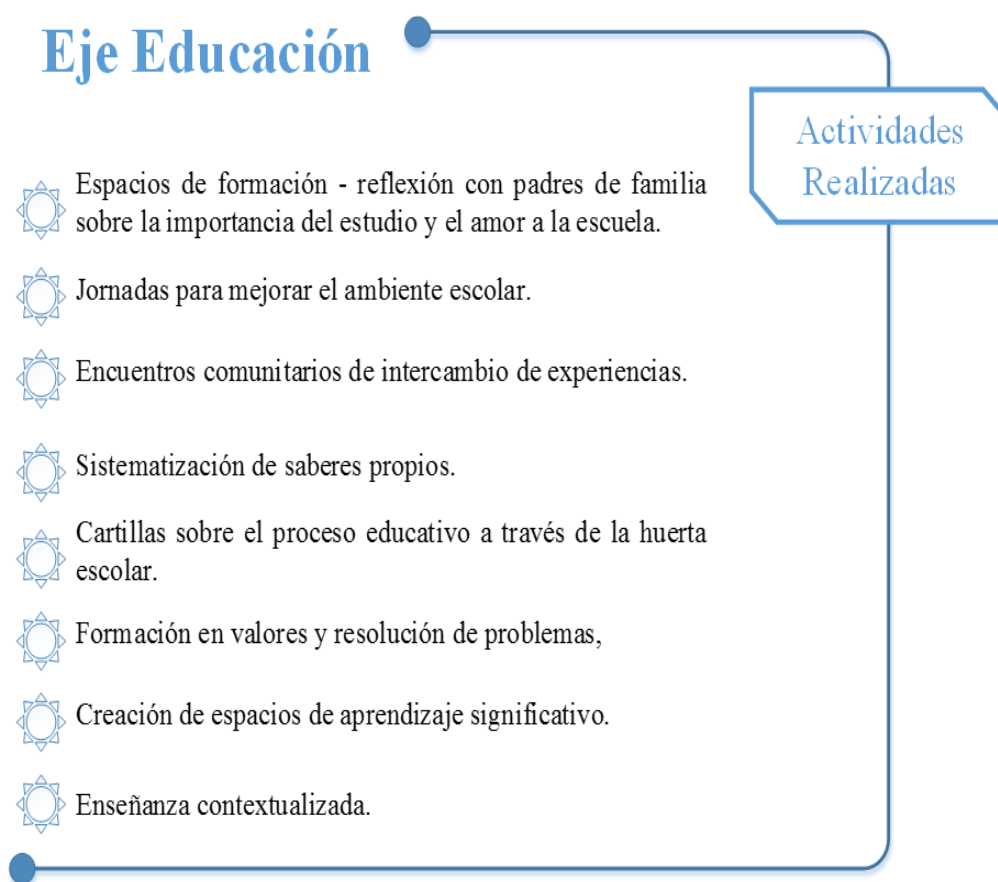 Eje Educación
Actividades
Realizadas
Espacios de formación - reflexión con padres de familia
sobre la importancia del estudio y el amor a la escuela.
Jornadas para mejorar el ambiente escolar.
Encuentros comunitarios de intercambio de experiencias.
Sistematización de saberes propios.
Cartillas sobre el proceso educativo a través de la huerta
escolar.
Formación en valores y resolución de problemas,
Creación de espacios de aprendizaje significativo.
Enseñanza contextualizada.